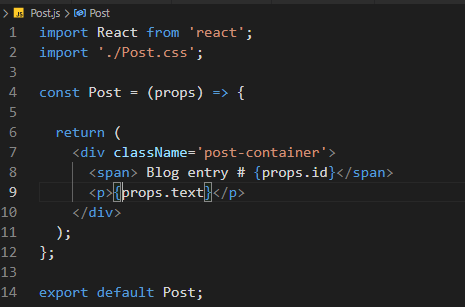 > JS Post.js > Post
1 import React from 'react';
2 import './Post.css';
3
4 const Post = (props) => {
5
6 return (
7 <div className='post-container'>
8 <span> Blog entry # {props.id}</span>
9 <p>{props.text}</p>
10 </div>
11 );
12 };
13
14 export default Post;